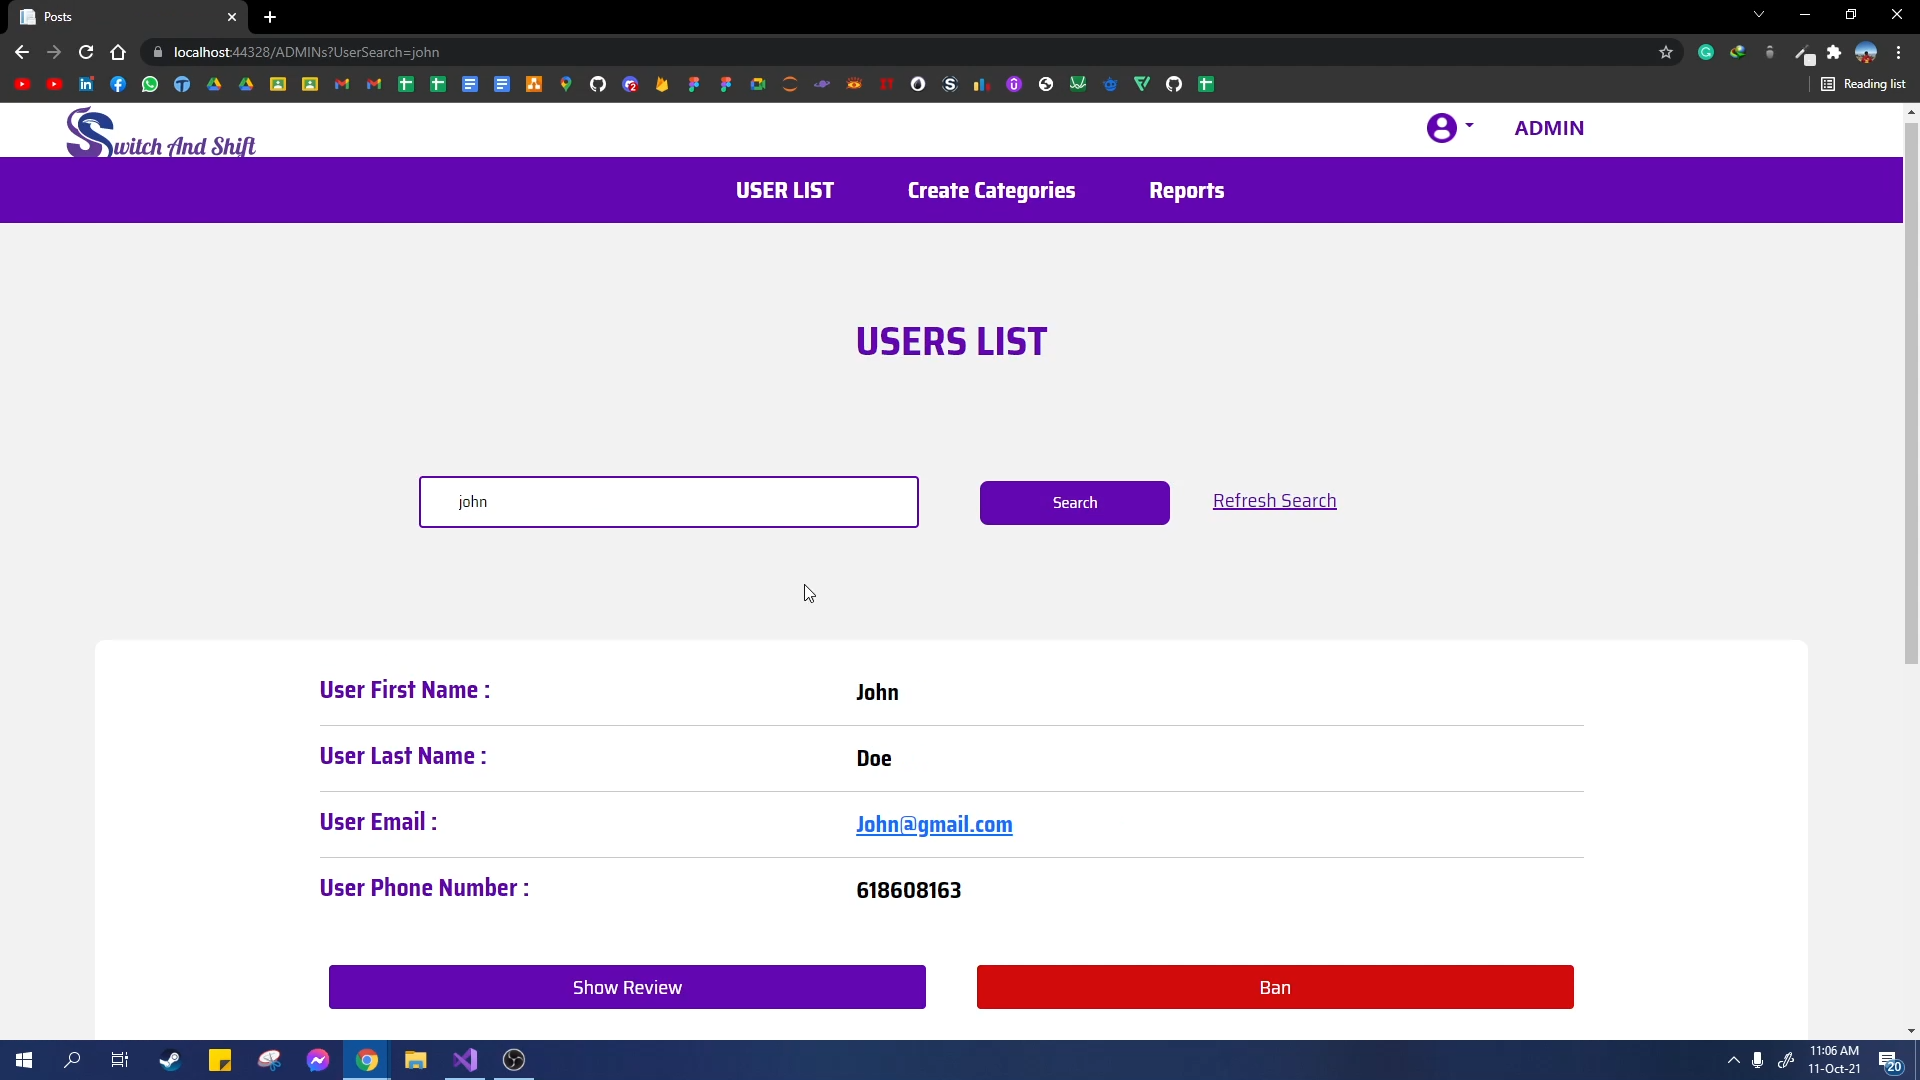 Posts
localhost:44328/ADMINs?UserSearch=john
Reading list
Switch And Shift
ADMIN
USER LIST
Create Categories
Reports
USERS LIST
john
Search
Refresh Search
User First Name :
John
User Last Name :
Doe
User Email :
John@gmail.com
User Phone Number :
618608163
Show Review
Ban
11:06 AM
11-Oct-21
20